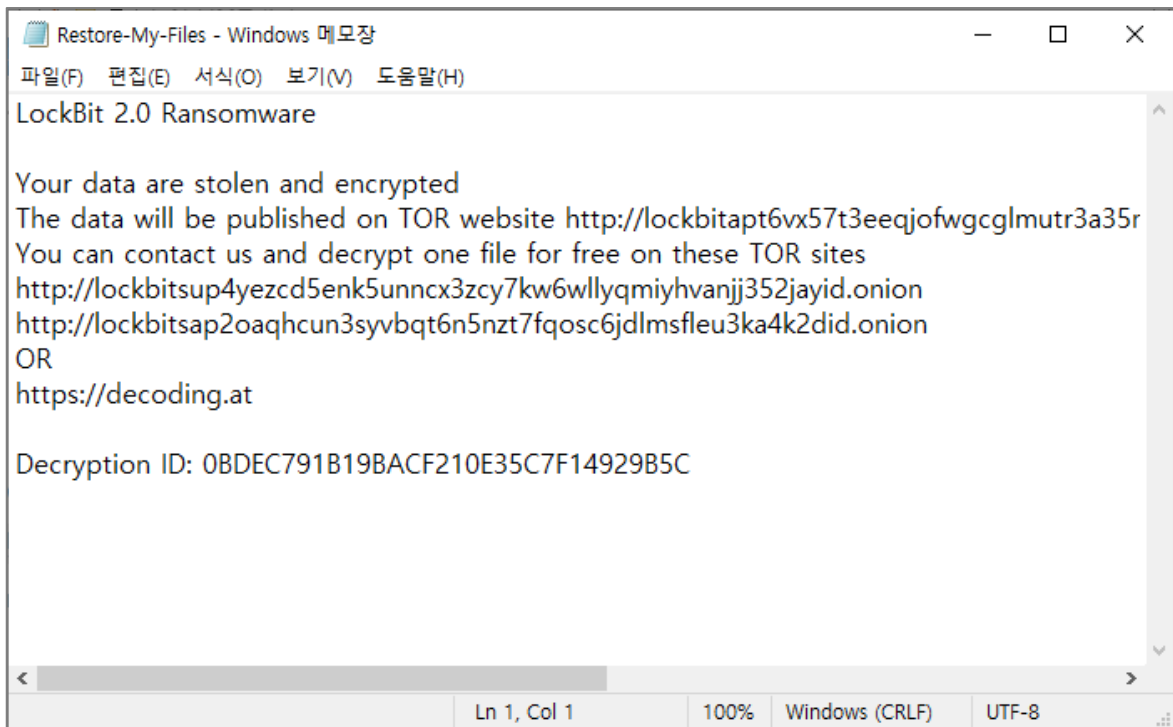 Restore-My-Files - Windows 메모장
파일(F) 편집(E) 서식(O) 보기(V) 도움말(H)
LockBit 2.0 Ransomware
Your data are stolen and encrypted
The data will be published on TOR website http://lockbitapt6vx57t3eeqjofwgcglmutr3a35r
You can contact us and decrypt one file for free on these TOR sites
http://lockbitsup4yezcd5enk5unncx3zcy7kw6wllyqmiyhvanjj352jayid.onion
http://lockbitsap2oaqhcun3syvbqt6n5nzt7fqosc6jdlmsfleu3ka4k2did.onion
OR
https://decoding.at
Decryption ID: 0BDEC791B19BACF210E35C7F14929B5C
Ln 1, Col 1 100% Windows (CRLF) UTF-8